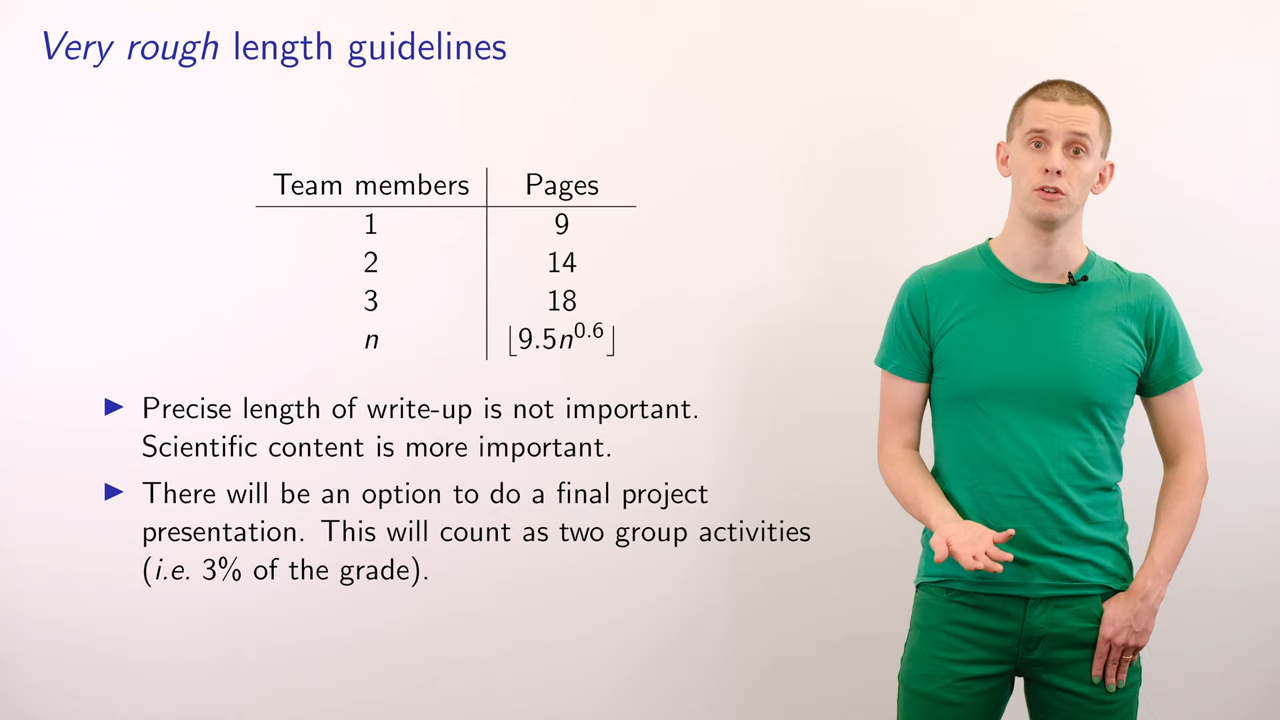 Very rough length guidelines
Team members Pages
1 9
2 14
3 18
n ⌊9.5n^0.6⌋
▶ Precise length of write-up is not important.
Scientific content is more important.
▶ There will be an option to do a final project
presentation. This will count as two group activities
(i.e. 3% of the grade).